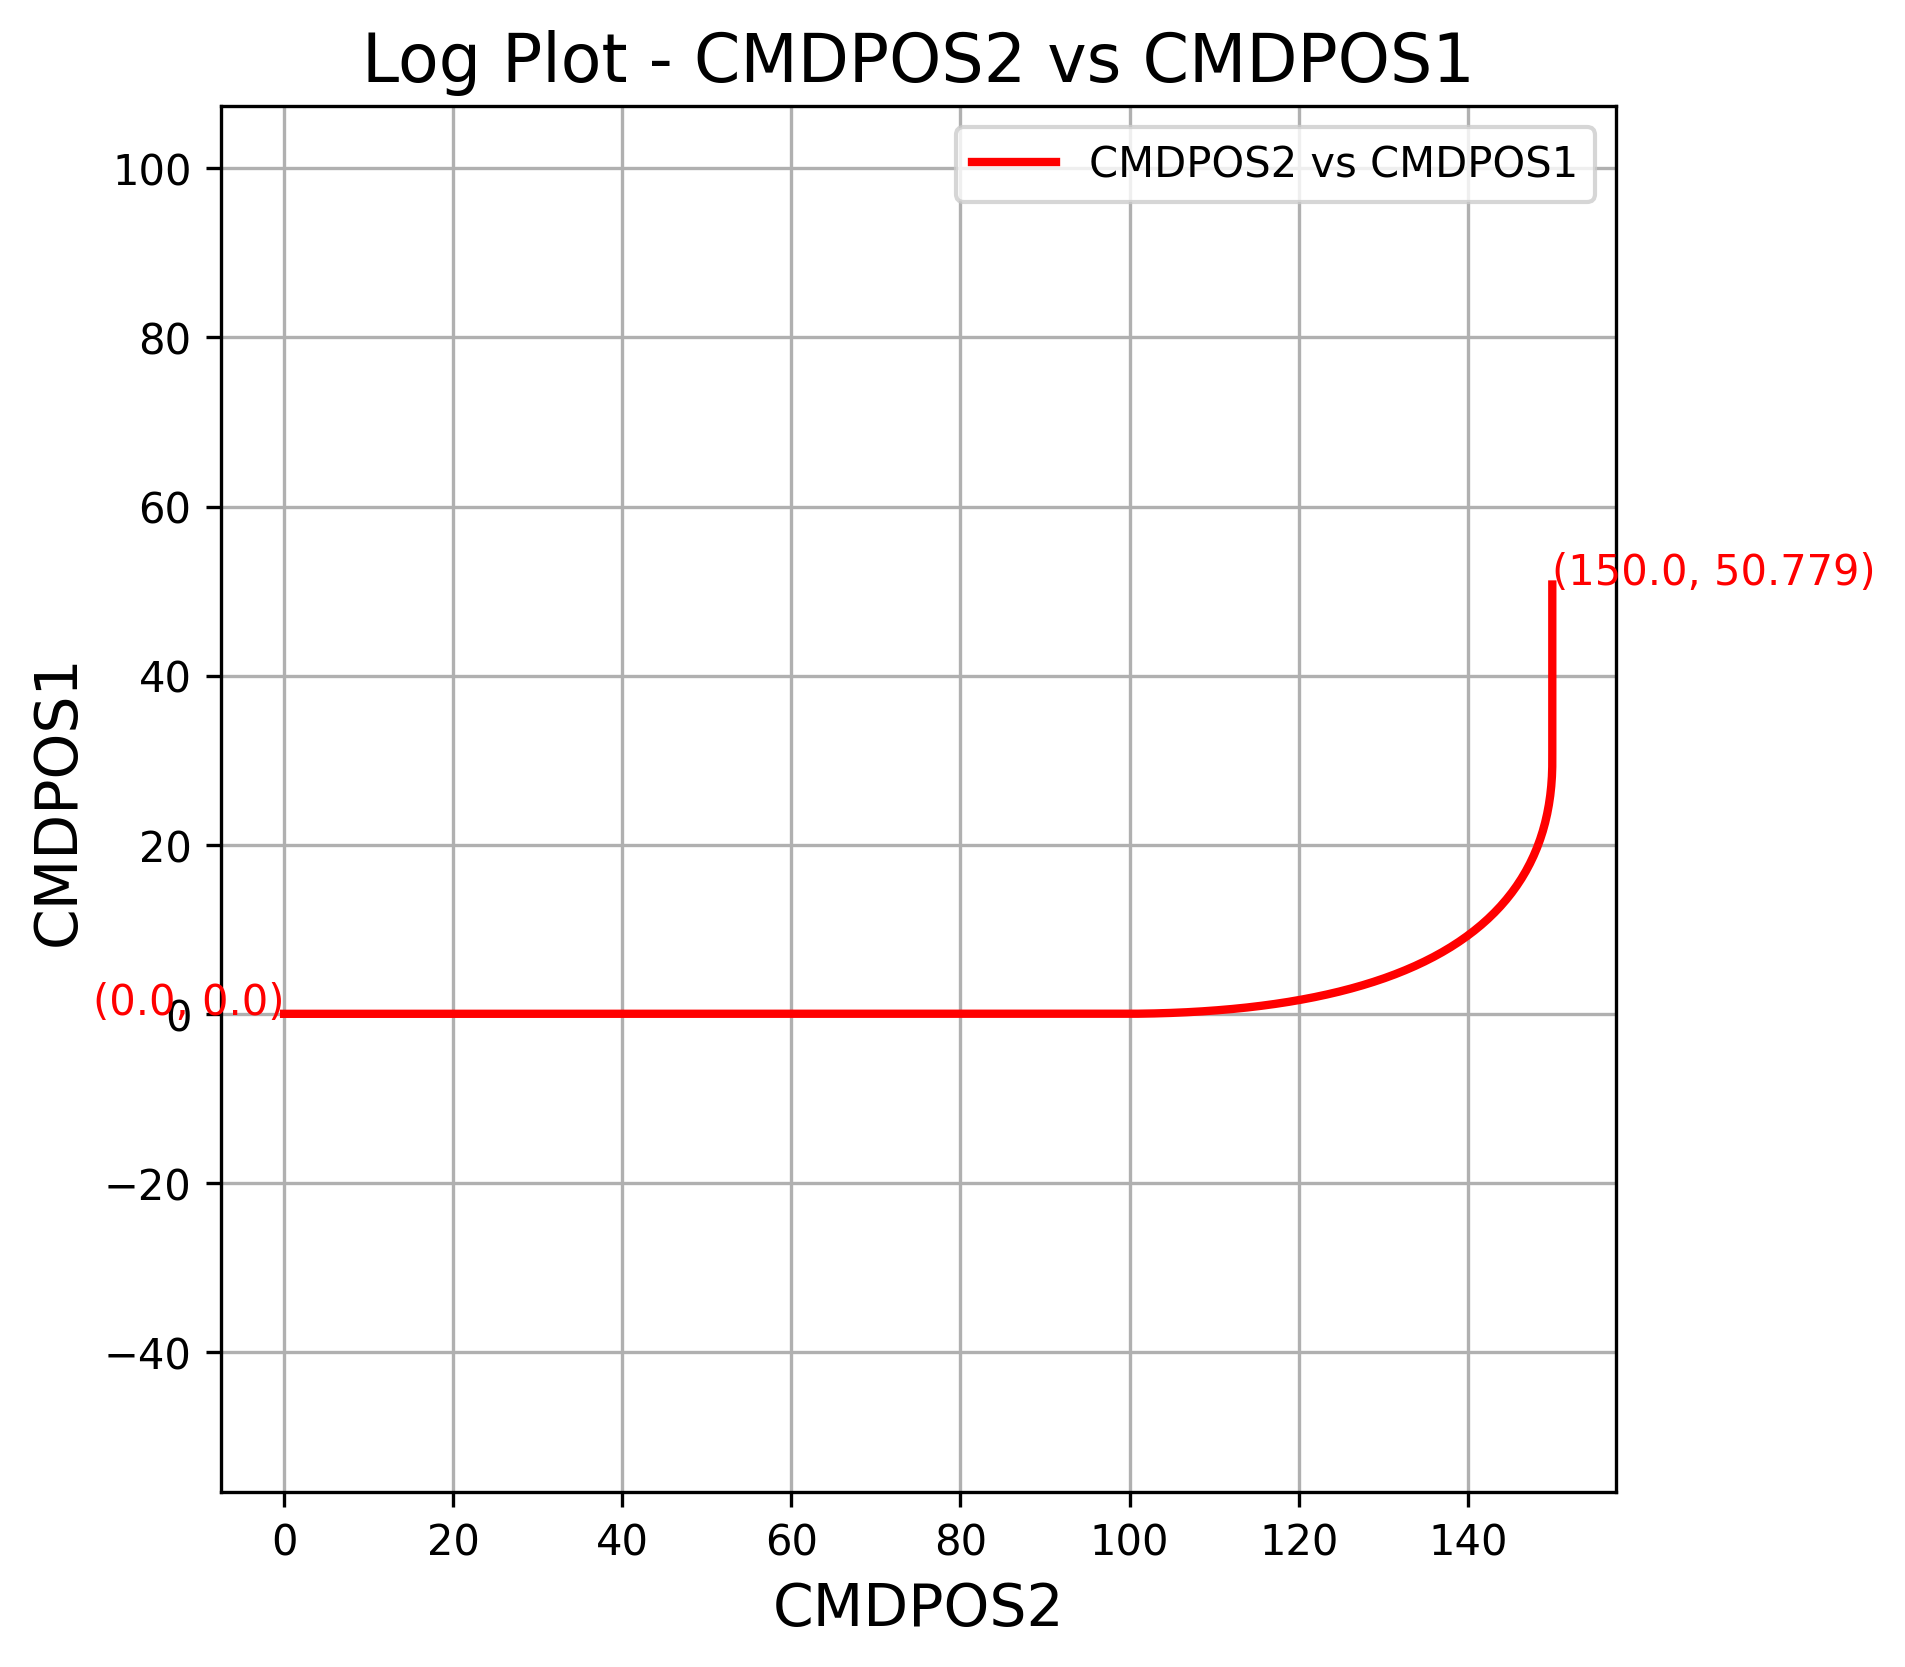 Log Plot - CMDPOS2 vs CMDPOS1
CMDPOS2 vs CMDPOS1
100
80
60
(150.0, 50.779)
40
20
(0.0, 0.0)
0
−20
−40
CMDPOS1
0 20 40 60 80 100 120 140
CMDPOS2